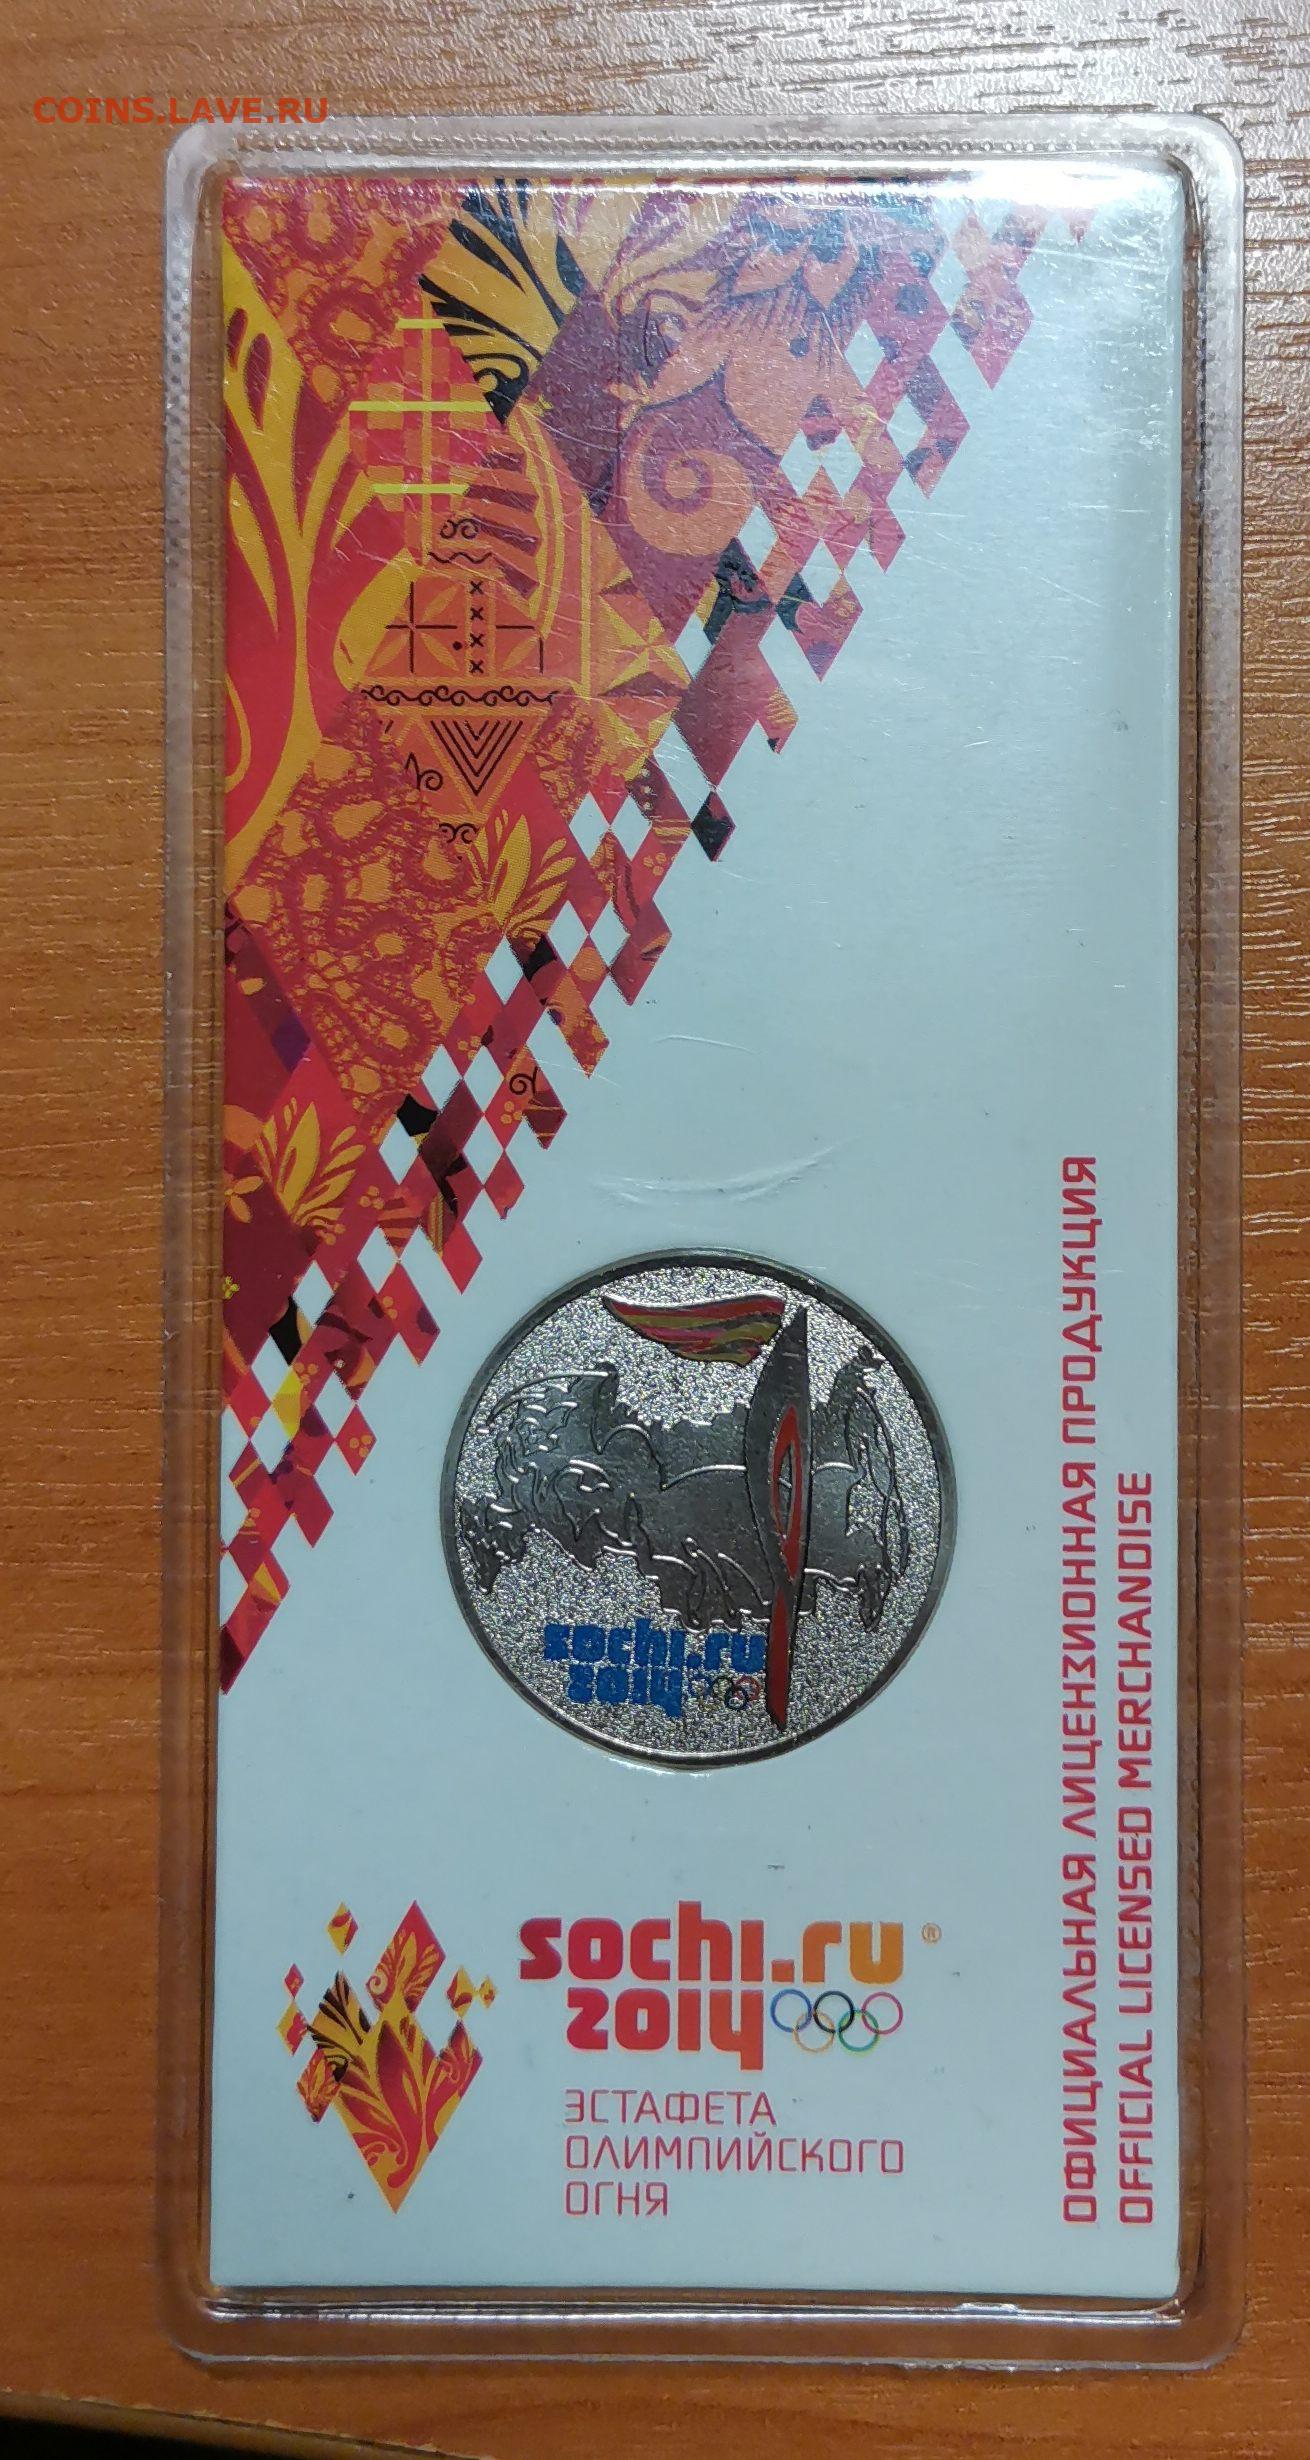 COINS.LAVE.RU
sochi.ru
2014
sochi.ru ®
2014
ЭСТАФЕТА
ОЛИМПИЙСКОГО
ОГНЯ
ОФИЦИАЛЬНАЯ ЛИЦЕНЗИОННАЯ ПРОДУКЦИЯ
OFFICIAL LICENSED MERCHANDISE